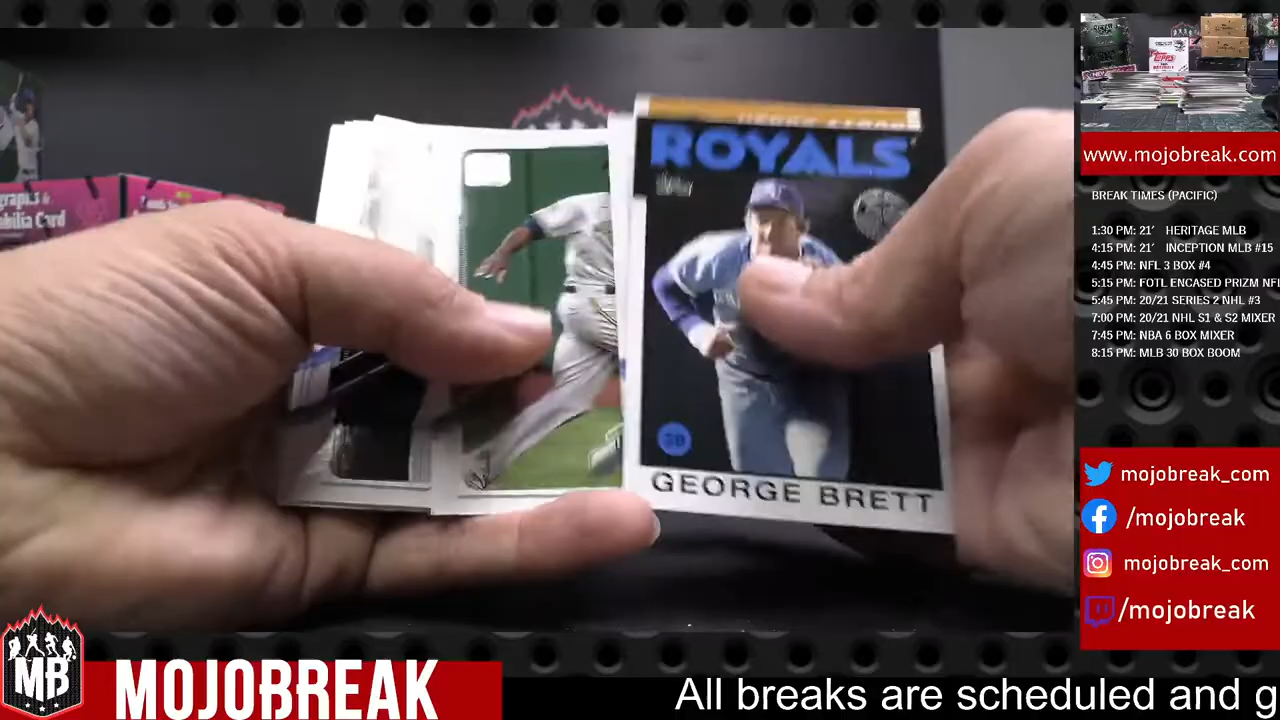 ROYALS
3B
GEORGE BRETT
www.mojobreak.com
BREAK TIMES (PACIFIC)
1:30 PM: 21' HERITAGE MLB
4:15 PM: 21' INCEPTION MLB #15
4:45 PM: NFL 3 BOX #4
5:15 PM: FOTL ENCASED PRIZM NFL
5:45 PM: 20/21 SERIES 2 NHL #3
7:00 PM: 20/21 NHL S1 & S2 MIXER
7:45 PM: NBA 6 BOX MIXER
8:15 PM: MLB 30 BOX BOOM
mojobreak_com
/mojobreak
mojobreak_com
/mojobreak
MB
MOJOBREAK
All breaks are scheduled and g